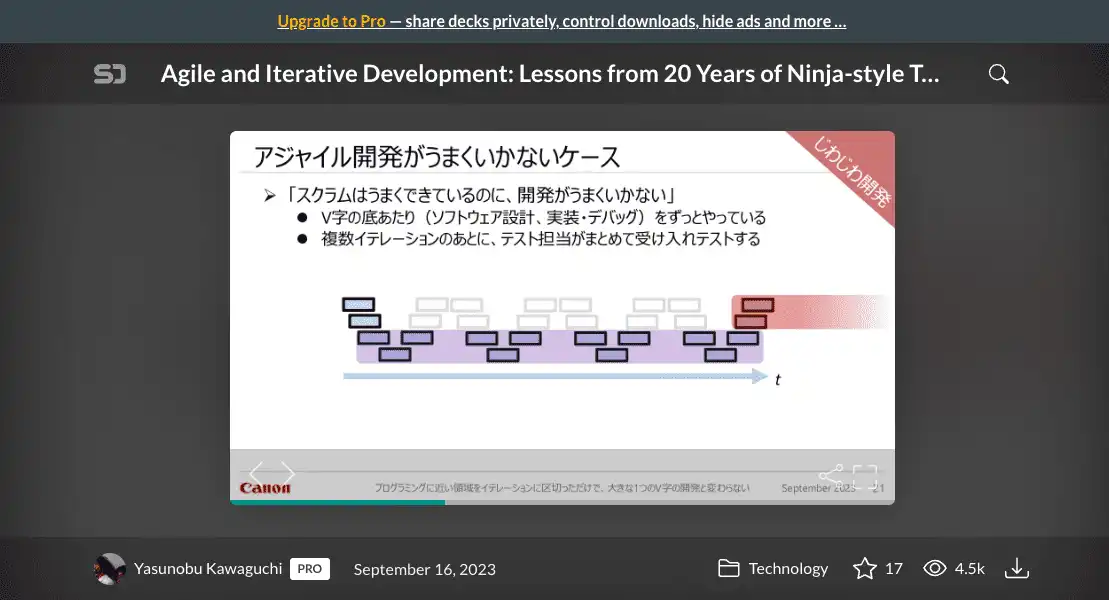 Upgrade to Pro — share decks privately, control downloads, hide ads and more …
Agile and Iterative Development: Lessons from 20 Years of Ninja-style T...
アジャイル開発がうまくいかないケース
じわじわ開発
➢ 「スクラムはうまくできているのに、開発がうまくいかない」
● V字の底あたり（ソフトウェア設計、実装・デバッグ）をずっとやっている
● 複数イテレーションのあとに、テスト担当がまとめて受け入れテストする
t
Canon
プログラミングに近い領域をイテレーションに区切っただけで、大きな1つのV字の開発と変わらない
September 2023
21
Yasunobu Kawaguchi PRO
September 16, 2023
Technology
17
4.5k